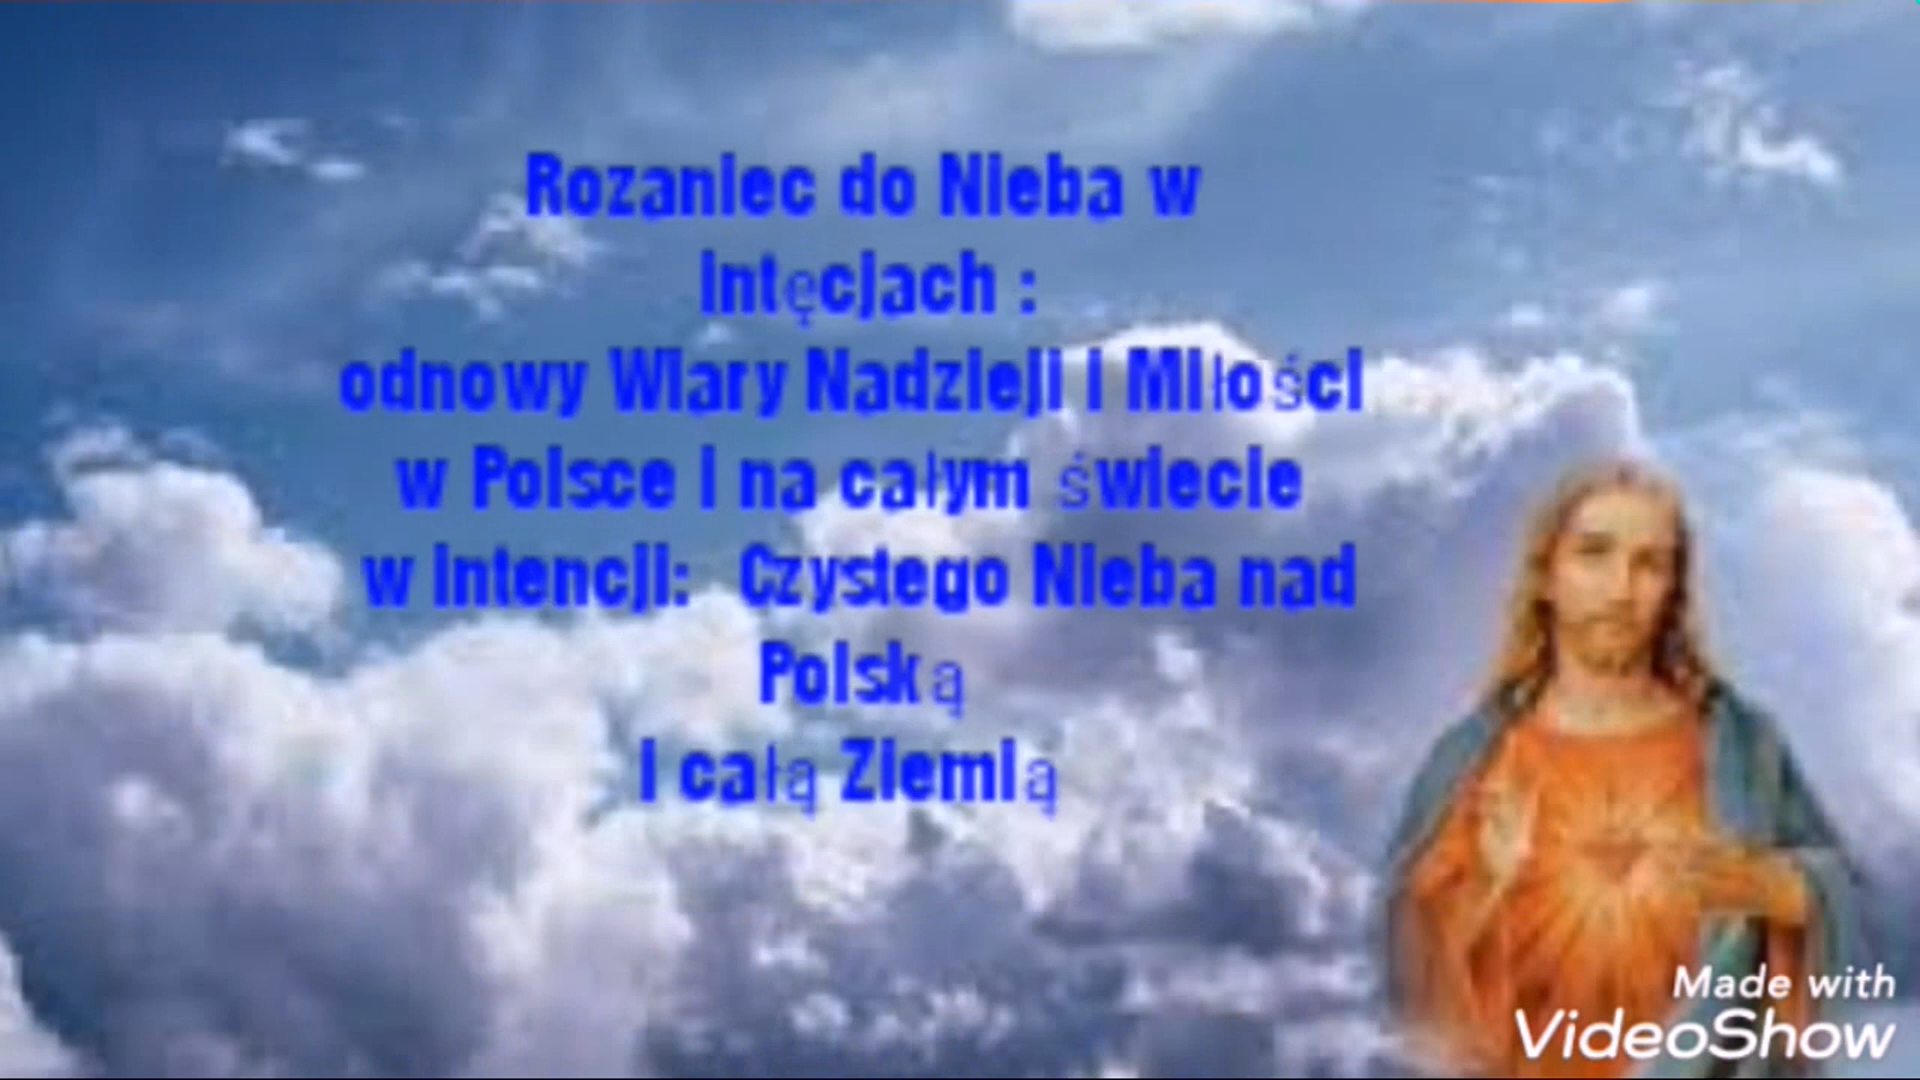 Rozaniec do Nieba w
Intęcjach :
odnowy Wiary Nadzieji i Miłości
w Polsce i na całym świecie
w intencji: Czystego Nieba nad
Polską
i całą Ziemią
Made with
VideoShow